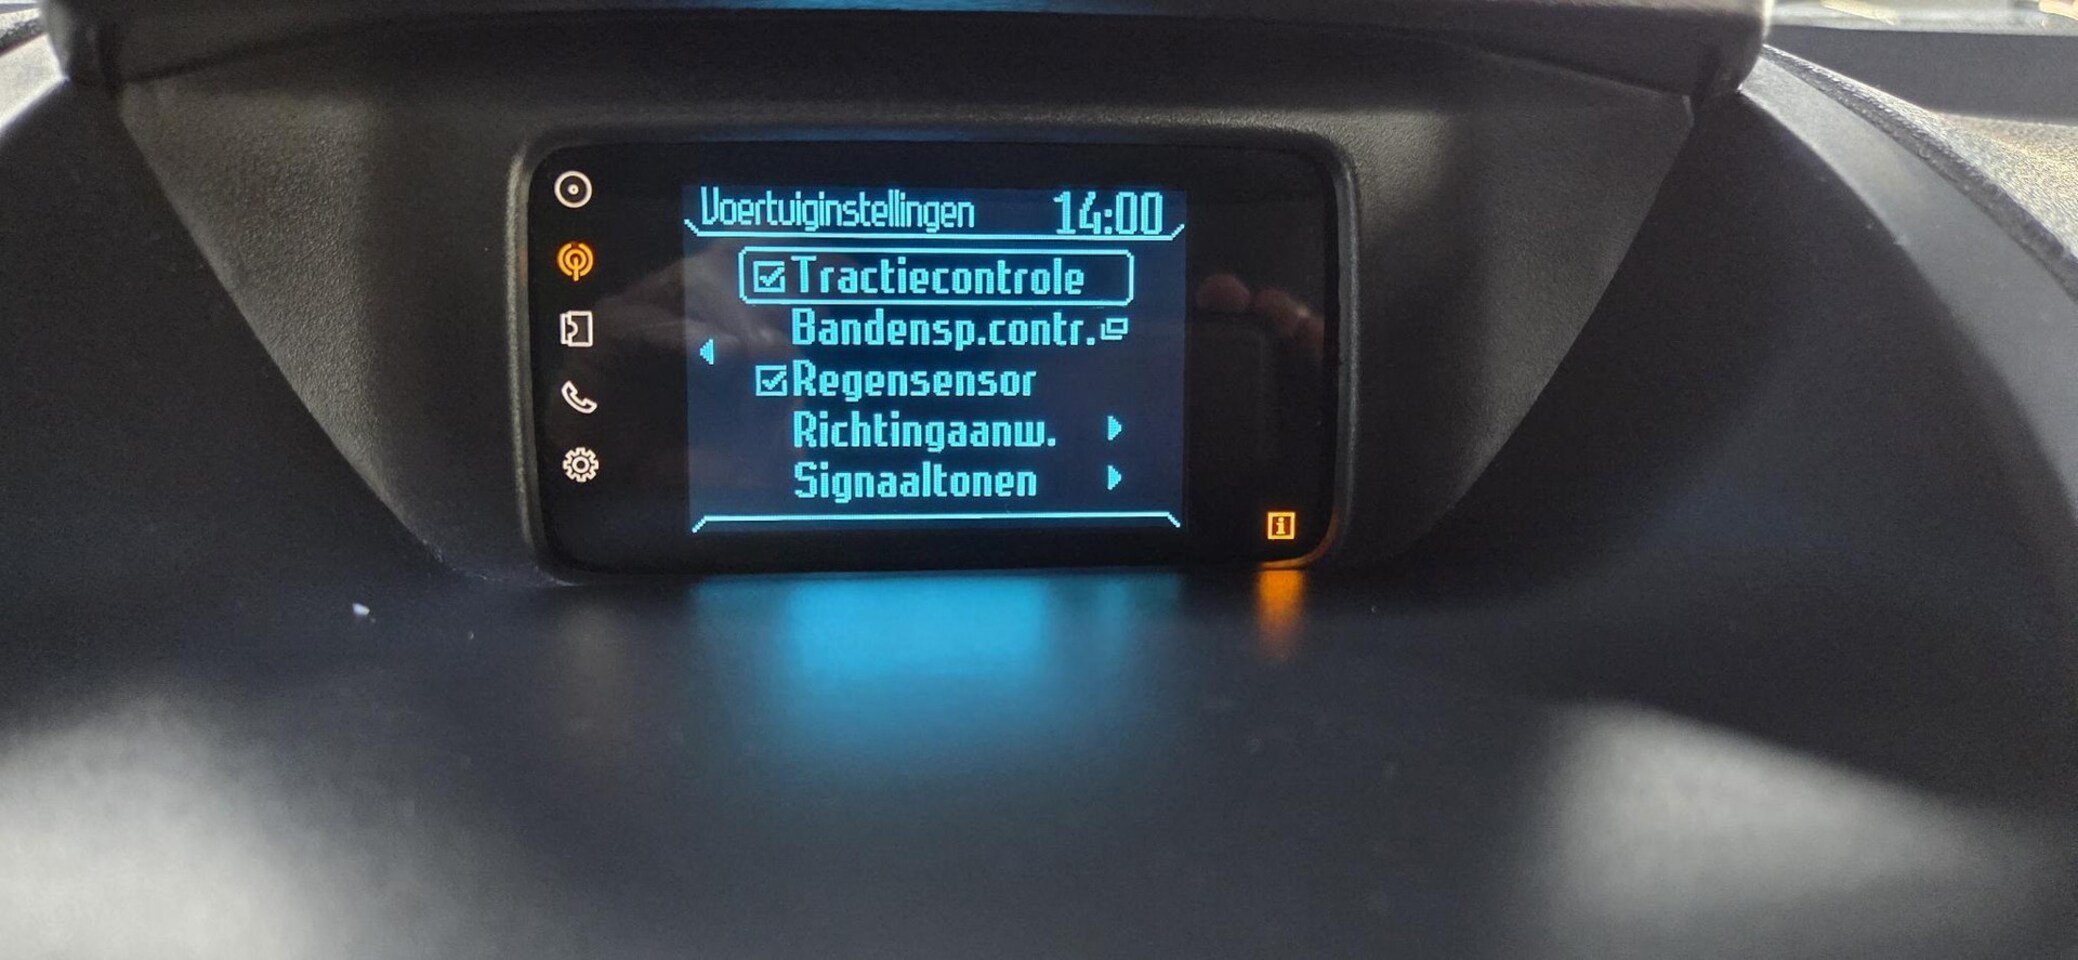 Voertuiginstellingen 14:00
Tractiecontrole
Bandensp.contr.
Regensensor
Richtingaanw.
Signaaltonen
i